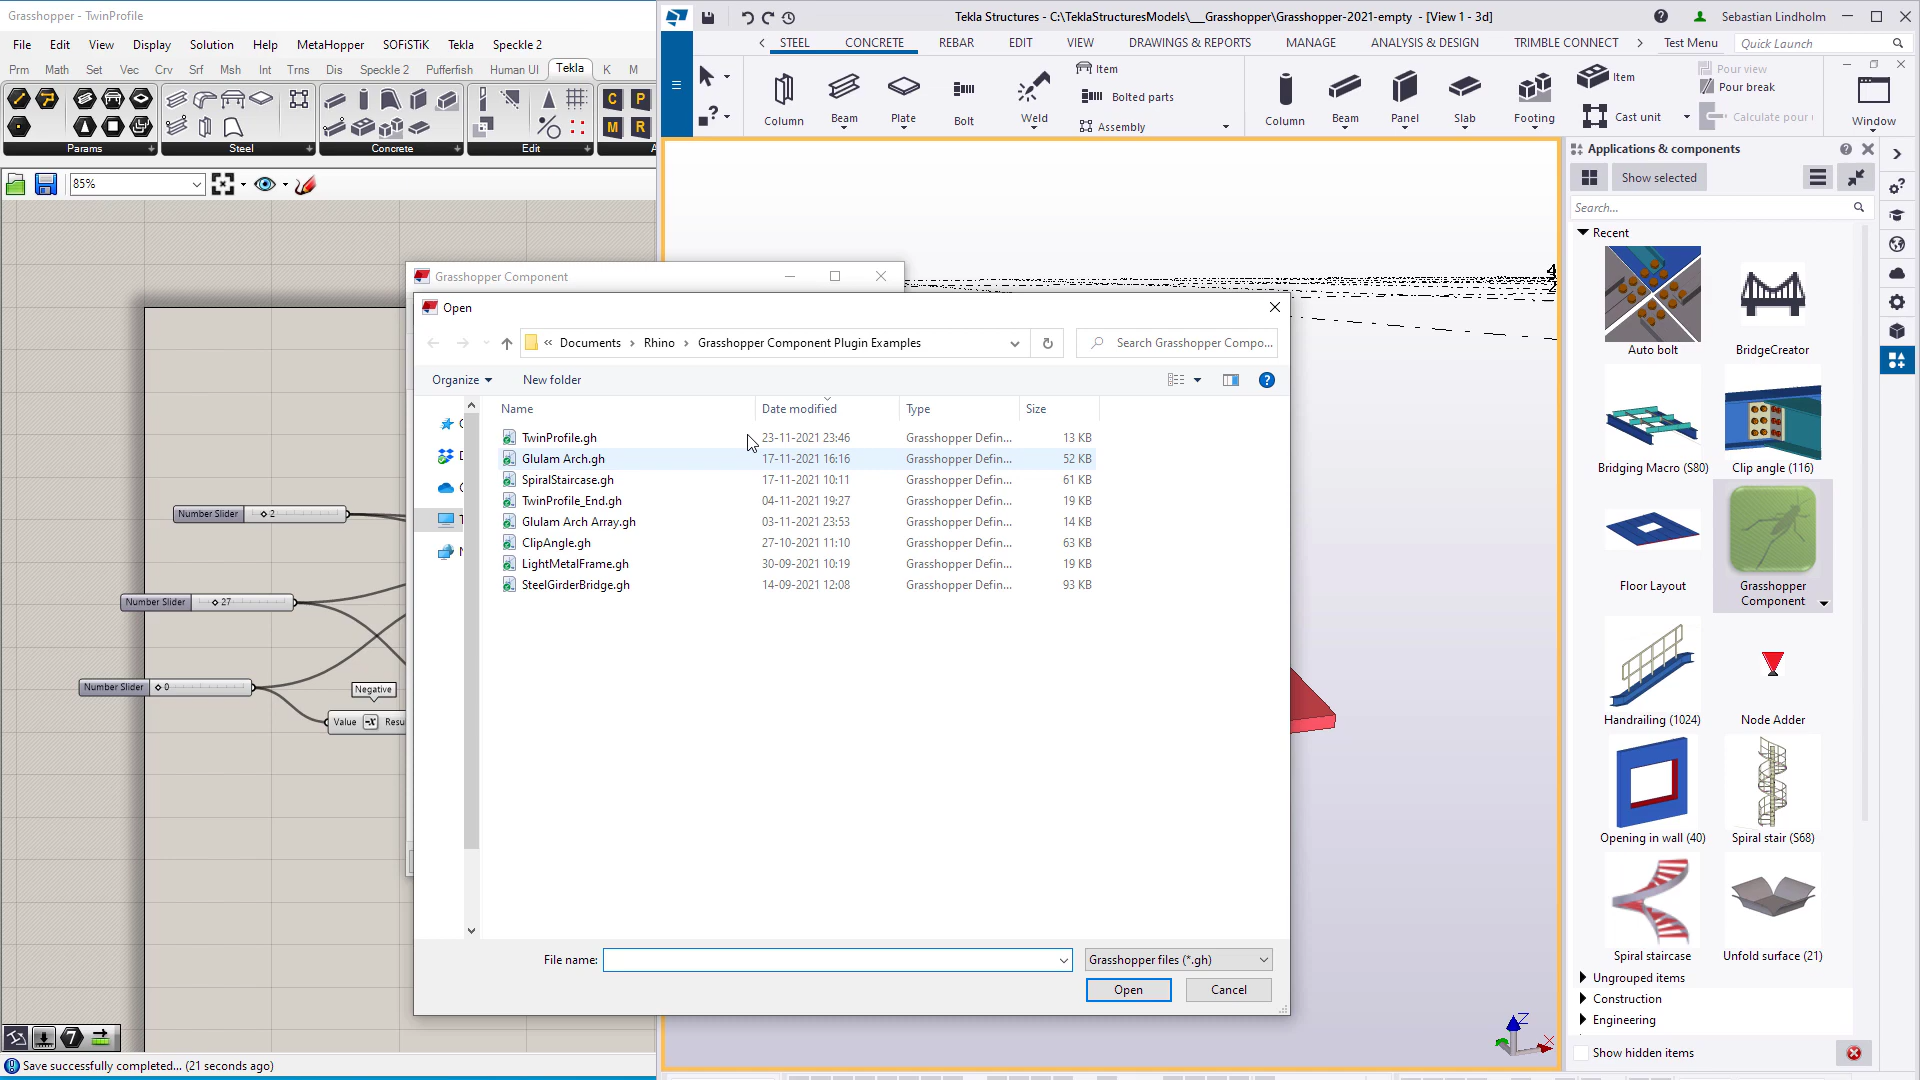 Grasshopper - TwinProfile
File Edit View Display Solution Help MetaHopper SOFiSTiK Tekla Speckle 2
Prm Math Set Vec Crv Srf Msh Int Trns Dis Speckle 2 Pufferfish Human UI Tekla K M
C P
M R
Params Steel Concrete Edit A
85%
Number Slider 2
Number Slider 27
Number Slider 0
Negative
Value -X Resu
7
Save successfully completed... (21 seconds ago)
Tekla Structures - C:\TeklaStructuresModels\___Grasshopper\Grasshopper-2021-empty - [View 1 - 3d]
Sebastian Lindholm
STEEL CONCRETE REBAR EDIT VIEW DRAWINGS & REPORTS MANAGE ANALYSIS & DESIGN TRIMBLE CONNECT Test Menu Quick Launch
Column Beam Plate Bolt Weld
Item
Bolted parts
Assembly
Column Beam Panel Slab Footing
Item
Cast unit
Pour view
Pour break
Calculate pour
Window
Grasshopper Component
Open
« Documents Rhino Grasshopper Component Plugin Examples
Search Grasshopper Compo...
Organize New folder
Name Date modified Type Size
TwinProfile.gh 23-11-2021 23:46 Grasshopper Defin... 13 KB
Glulam Arch.gh 17-11-2021 16:16 Grasshopper Defin... 52 KB
SpiralStaircase.gh 17-11-2021 10:11 Grasshopper Defin... 61 KB
TwinProfile_End.gh 04-11-2021 19:27 Grasshopper Defin... 19 KB
Glulam Arch Array.gh 03-11-2021 23:53 Grasshopper Defin... 14 KB
ClipAngle.gh 27-10-2021 11:10 Grasshopper Defin... 63 KB
LightMetalFrame.gh 30-09-2021 10:19 Grasshopper Defin... 19 KB
SteelGirderBridge.gh 14-09-2021 12:08 Grasshopper Defin... 93 KB
File name:
Grasshopper files (*.gh)
Open Cancel
Z
X
Applications & components
Show selected
Search...
Recent
Auto bolt BridgeCreator
Bridging Macro (S80) Clip angle (116)
Floor Layout Grasshopper
Component
Handrailing (1024) Node Adder
Opening in wall (40) Spiral stair (S68)
Spiral staircase Unfold surface (21)
Ungrouped items
Construction
Engineering
Show hidden items